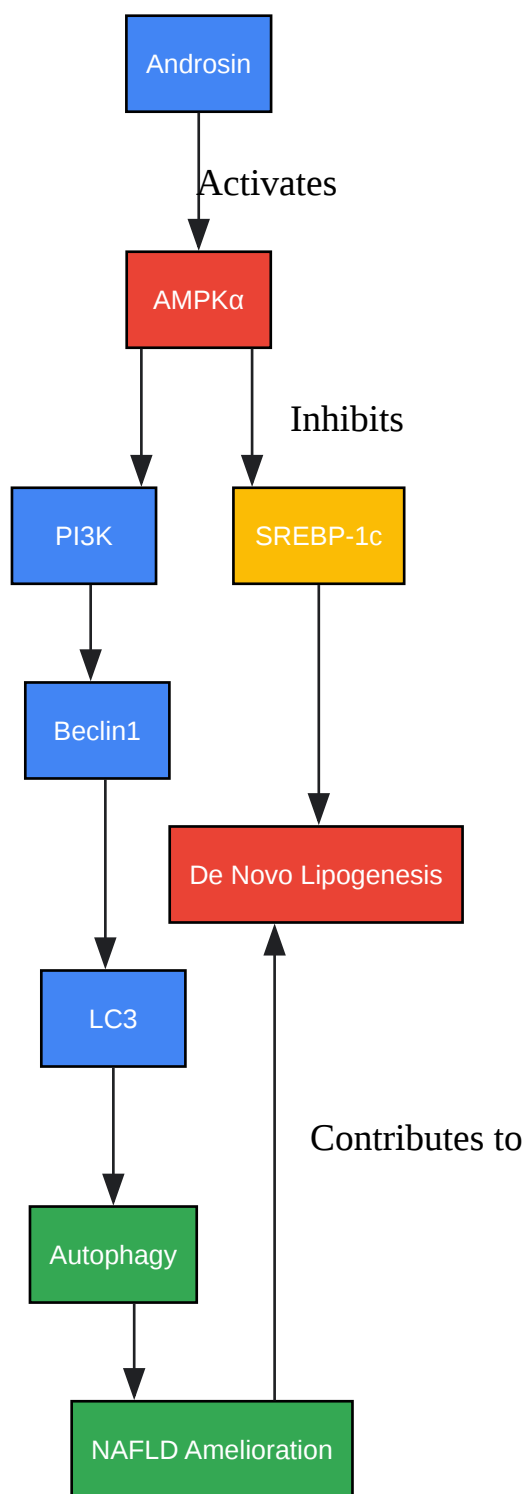 Androsin
Activates
AMPKα
Inhibits
PI3K
SREBP-1c
Beclin1
De Novo Lipogenesis
LC3
Contributes to
Autophagy
NAFLD Amelioration